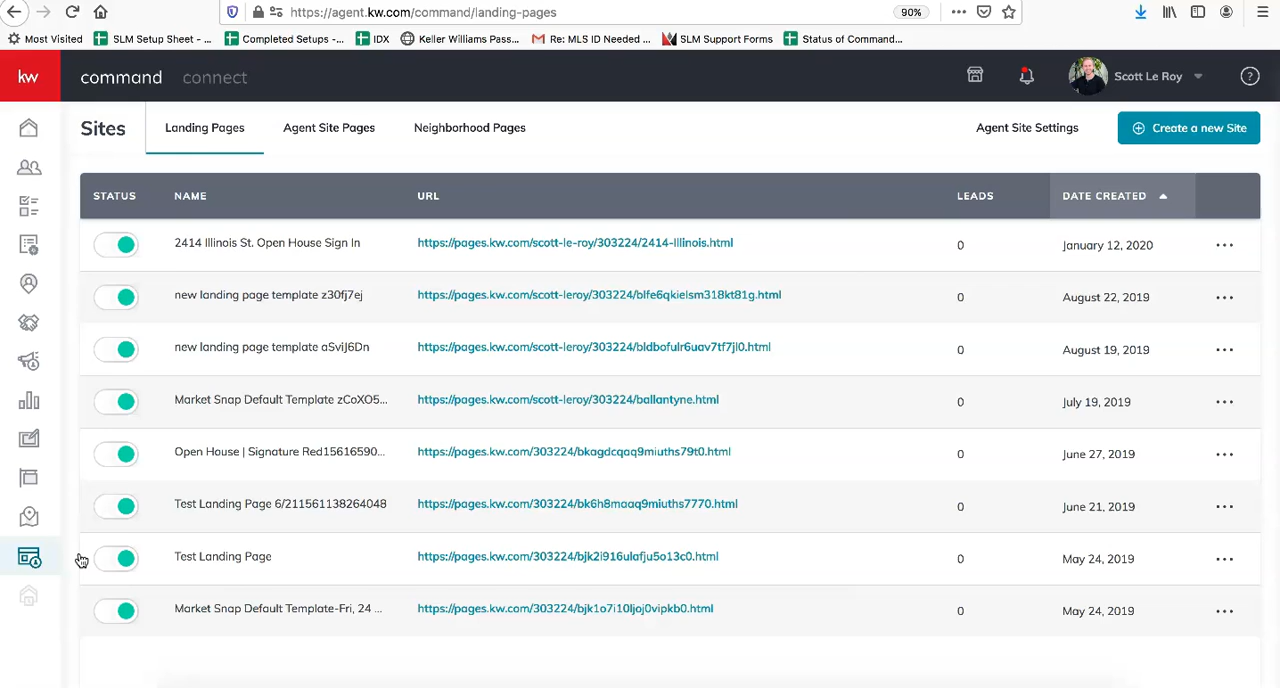 https://agent.kw.com/command/landing-pages
90%
Most Visited
SLM Setup Sheet - ...
Completed Setups -...
IDX
Keller Williams Pass...
Re: MLS ID Needed ...
SLM Support Forms
Status of Command...
kw
command
connect
Scott Le Roy
?
Sites
Landing Pages
Agent Site Pages
Neighborhood Pages
Agent Site Settings
Create a new Site
STATUS NAME URL LEADS DATE CREATED
2414 Illinois St. Open House Sign In https://pages.kw.com/scott-le-roy/303224/2414-Illinois.html 0 January 12, 2020
new landing page template z30fj7ej https://pages.kw.com/scott-leroy/303224/blfe6qkielsm318kt81g.html 0 August 22, 2019
new landing page template aSviJ6Dn https://pages.kw.com/scott-leroy/303224/bldbofulr6uav7tf7jl0.html 0 August 19, 2019
Market Snap Default Template zCoXO5... https://pages.kw.com/scott-leroy/303224/ballantyne.html 0 July 19, 2019
Open House | Signature Red15616590... https://pages.kw.com/303224/bkagdcqaq9miuths79t0.html 0 June 27, 2019
Test Landing Page 6/211561138264048 https://pages.kw.com/303224/bk6h8maaq9miuths7770.html 0 June 21, 2019
Test Landing Page https://pages.kw.com/303224/bjk2i916ulafju5o13c0.html 0 May 24, 2019
Market Snap Default Template-Fri, 24 ... https://pages.kw.com/303224/bjk1o7i10ljoj0vipkb0.html 0 May 24, 2019